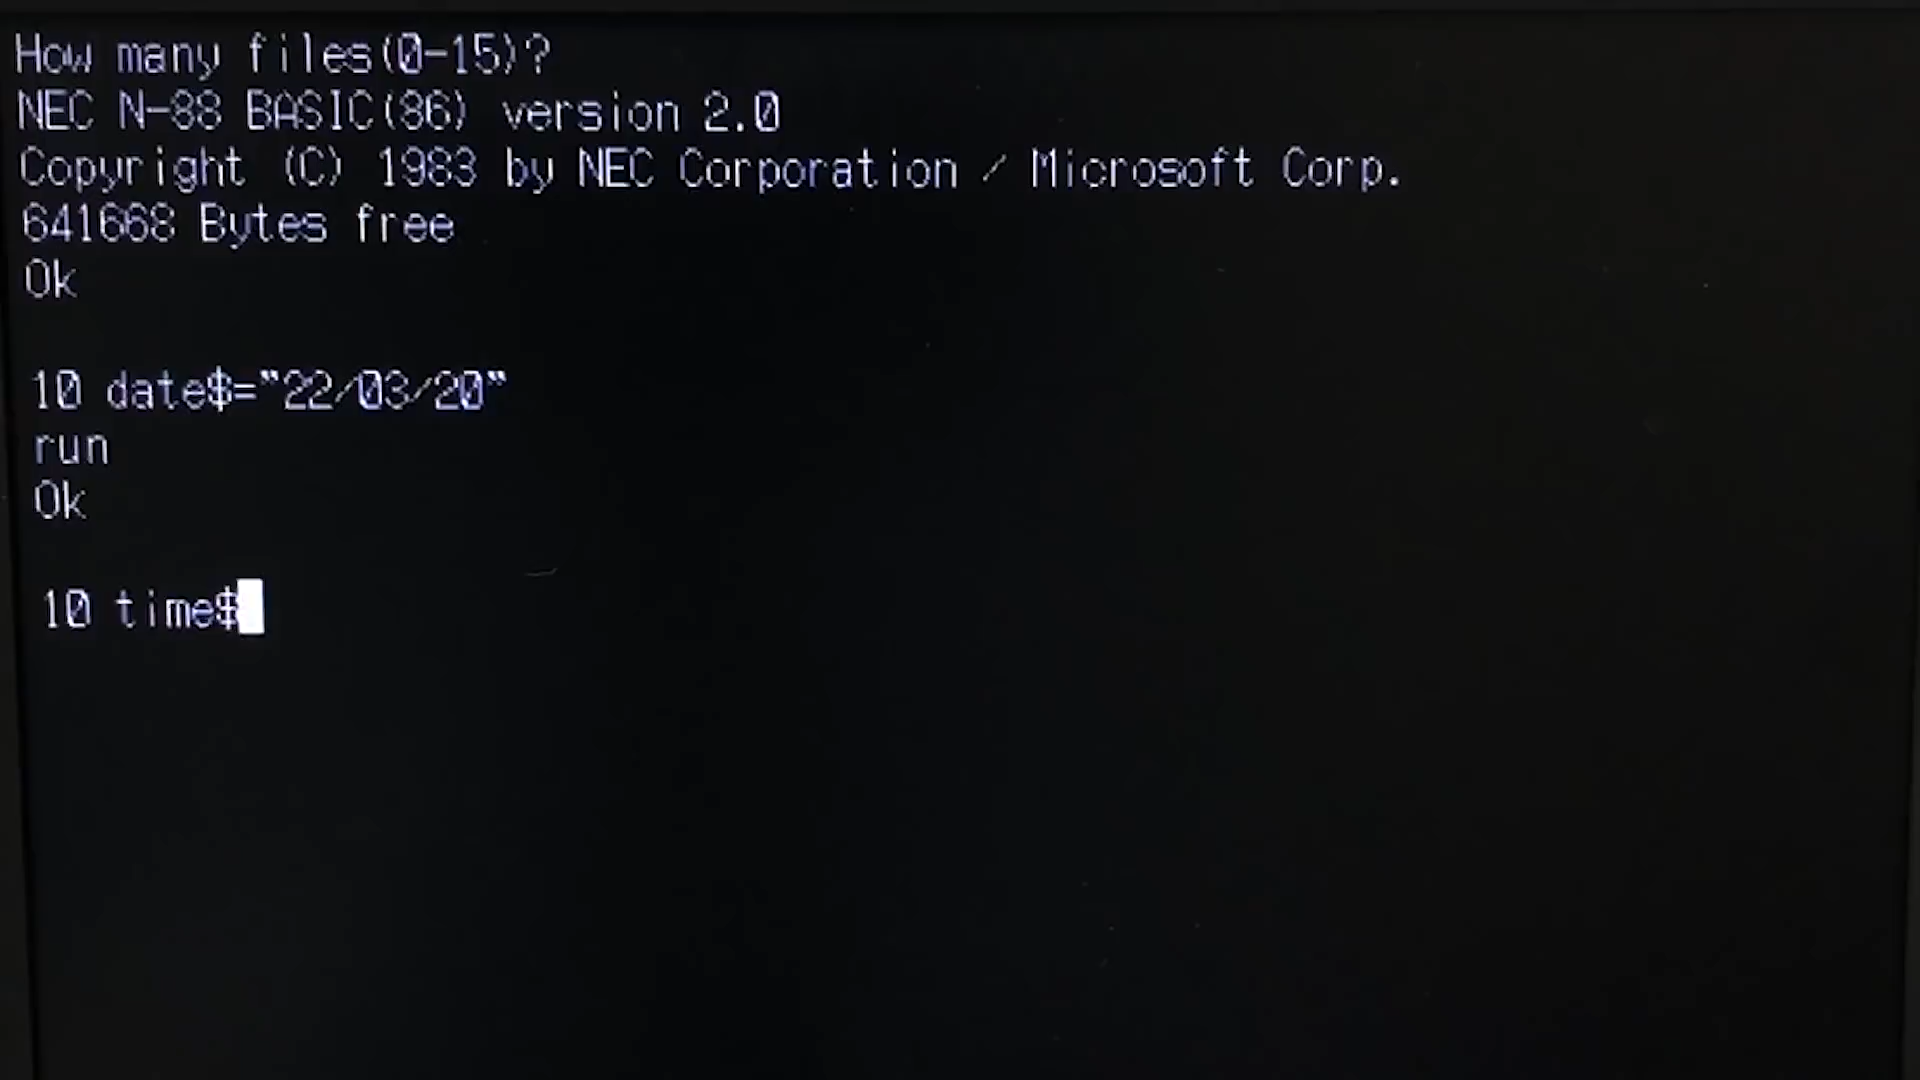 How many files(0-15)?
NEC N-88 BASIC(86) version 2.0
Copyright (C) 1983 by NEC Corporation / Microsoft Corp.
641668 Bytes free
Ok
10 date$="22/03/20"
run
Ok
10 time$